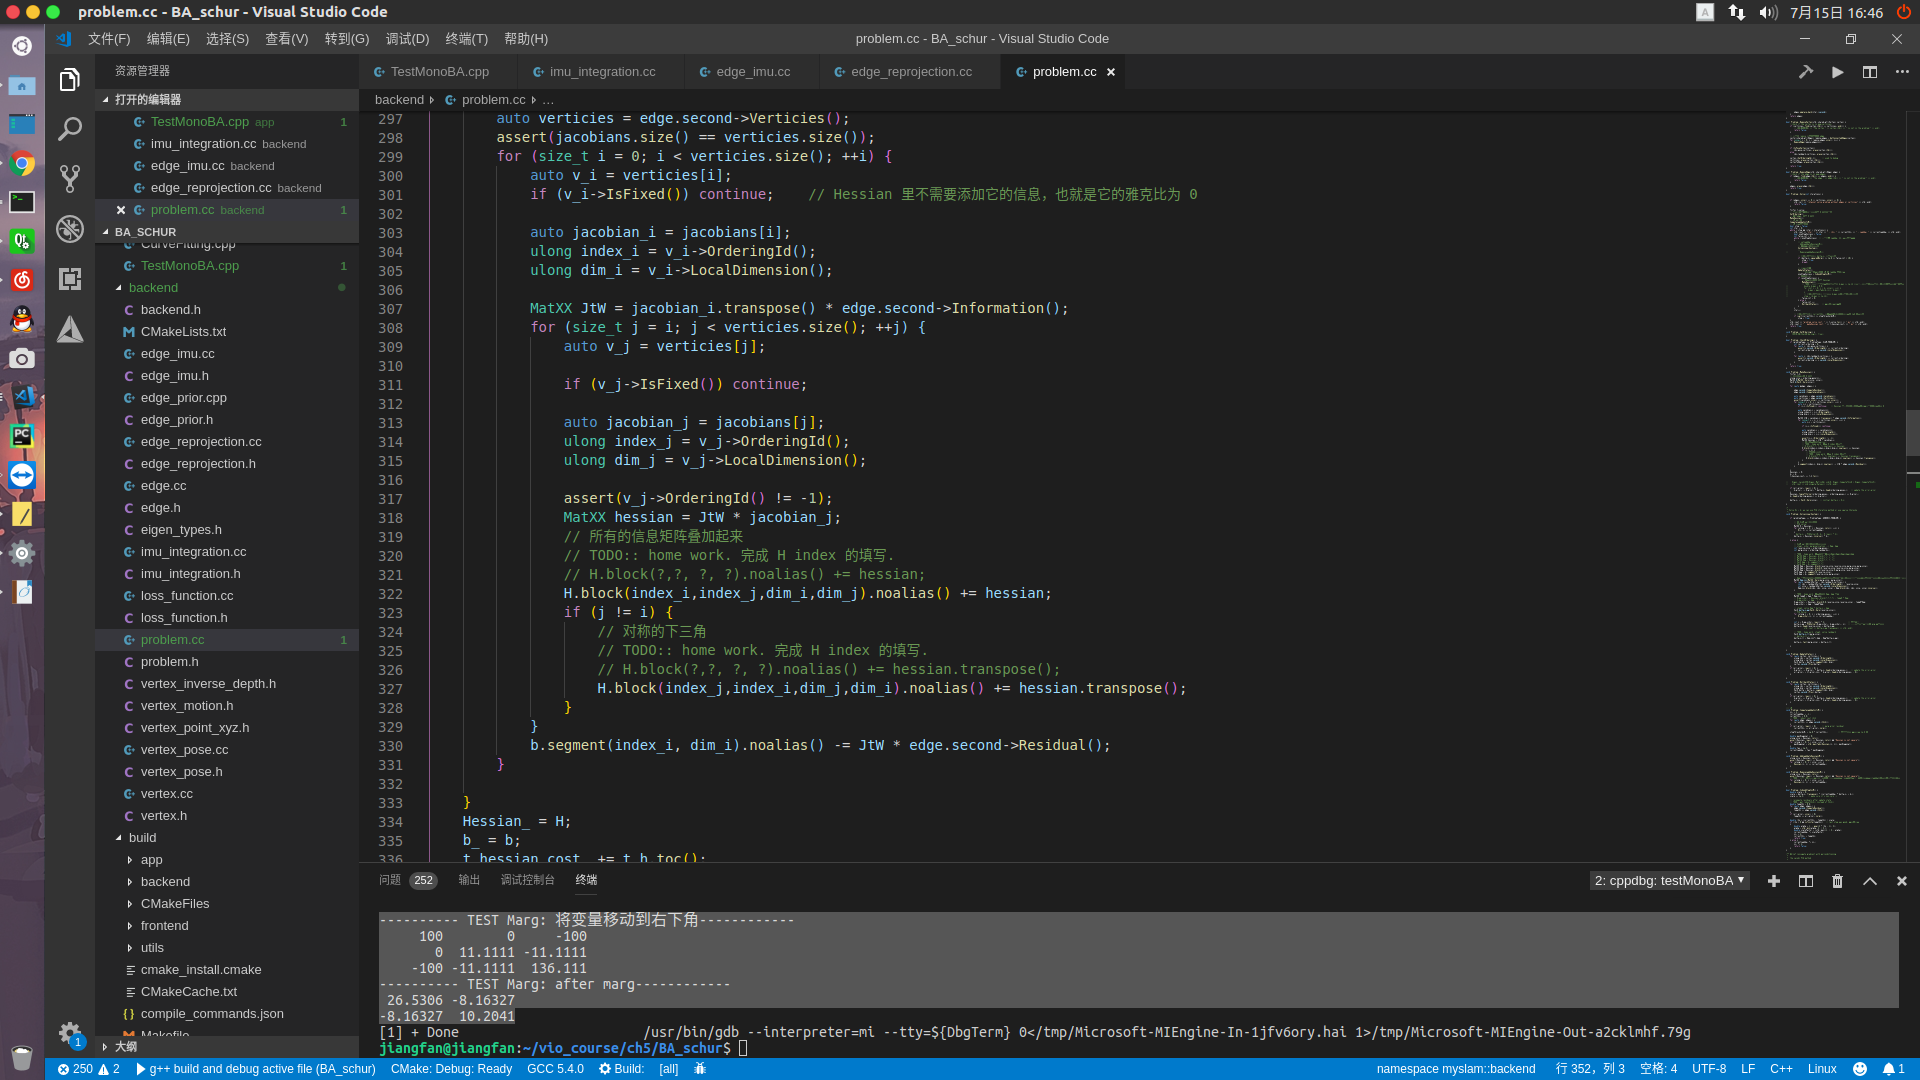 problem.cc - BA_schur - Visual Studio Code
7月15日 16:46
文件(F) 编辑(E) 选择(S) 查看(V) 转到(G) 调试(D) 终端(T) 帮助(H)
problem.cc - BA_schur - Visual Studio Code
资源管理器
打开的编辑器
TestMonoBA.cpp app 1
imu_integration.cc backend
edge_imu.cc backend
edge_reprojection.cc backend
problem.cc backend 1
BA_SCHUR
CurveFitting.cpp
TestMonoBA.cpp 1
backend
backend.h
CMakeLists.txt
edge_imu.cc
edge_imu.h
edge_prior.cpp
edge_prior.h
edge_reprojection.cc
edge_reprojection.h
edge.cc
edge.h
eigen_types.h
imu_integration.cc
imu_integration.h
loss_function.cc
loss_function.h
problem.cc 1
problem.h
vertex_inverse_depth.h
vertex_motion.h
vertex_point_xyz.h
vertex_pose.cc
vertex_pose.h
vertex.cc
vertex.h
build
app
backend
CMakeFiles
frontend
utils
cmake_install.cmake
CMakeCache.txt
compile_commands.json
Makefile
大纲
TestMonoBA.cpp imu_integration.cc edge_imu.cc edge_reprojection.cc problem.cc
backend problem.cc ...
297 auto verticies = edge.second->Verticies();
298 assert(jacobians.size() == verticies.size());
299 for (size_t i = 0; i < verticies.size(); ++i) {
300 auto v_i = verticies[i];
301 if (v_i->IsFixed()) continue; // Hessian 里不需要添加它的信息，也就是它的雅克比为 0
302
303 auto jacobian_i = jacobians[i];
304 ulong index_i = v_i->OrderingId();
305 ulong dim_i = v_i->LocalDimension();
306
307 MatXX JtW = jacobian_i.transpose() * edge.second->Information();
308 for (size_t j = i; j < verticies.size(); ++j) {
309 auto v_j = verticies[j];
310
311 if (v_j->IsFixed()) continue;
312
313 auto jacobian_j = jacobians[j];
314 ulong index_j = v_j->OrderingId();
315 ulong dim_j = v_j->LocalDimension();
316
317 assert(v_j->OrderingId() != -1);
318 MatXX hessian = JtW * jacobian_j;
319 // 所有的信息矩阵叠加起来
320 // TODO:: home work. 完成 H index 的填写.
321 // H.block(?,?, ?, ?).noalias() += hessian;
322 H.block(index_i,index_j,dim_i,dim_j).noalias() += hessian;
323 if (j != i) {
324 // 对称的下三角
325 // TODO:: home work. 完成 H index 的填写.
326 // H.block(?,?, ?, ?).noalias() += hessian.transpose();
327 H.block(index_j,index_i,dim_j,dim_i).noalias() += hessian.transpose();
328 }
329 }
330 b.segment(index_i, dim_i).noalias() -= JtW * edge.second->Residual();
331 }
332
333 }
334 Hessian_ = H;
335 b_ = b;
336 t_hessian_cost_ += t_h.toc();
问题 252 输出 调试控制台 终端
2: cppdbg: testMonoBA
---------- TEST Marg: 将变量移动到右下角------------
100 0 -100
0 11.1111 -11.1111
-100 -11.1111 136.111
---------- TEST Marg: after marg------------
26.5306 -8.16327
-8.16327 10.2041
[1] + Done /usr/bin/gdb --interpreter=mi --tty=${DbgTerm} 0</tmp/Microsoft-MIEngine-In-1jfv6ory.hai 1>/tmp/Microsoft-MIEngine-Out-a2cklmhf.79g
jiangfan@jiangfan:~/vio_course/ch5/BA_schur$
1
250 2 g++ build and debug active file (BA_schur) CMake: Debug: Ready GCC 5.4.0 Build: [all]
namespace myslam::backend 行 352，列 3 空格: 4 UTF-8 LF C++ Linux 1